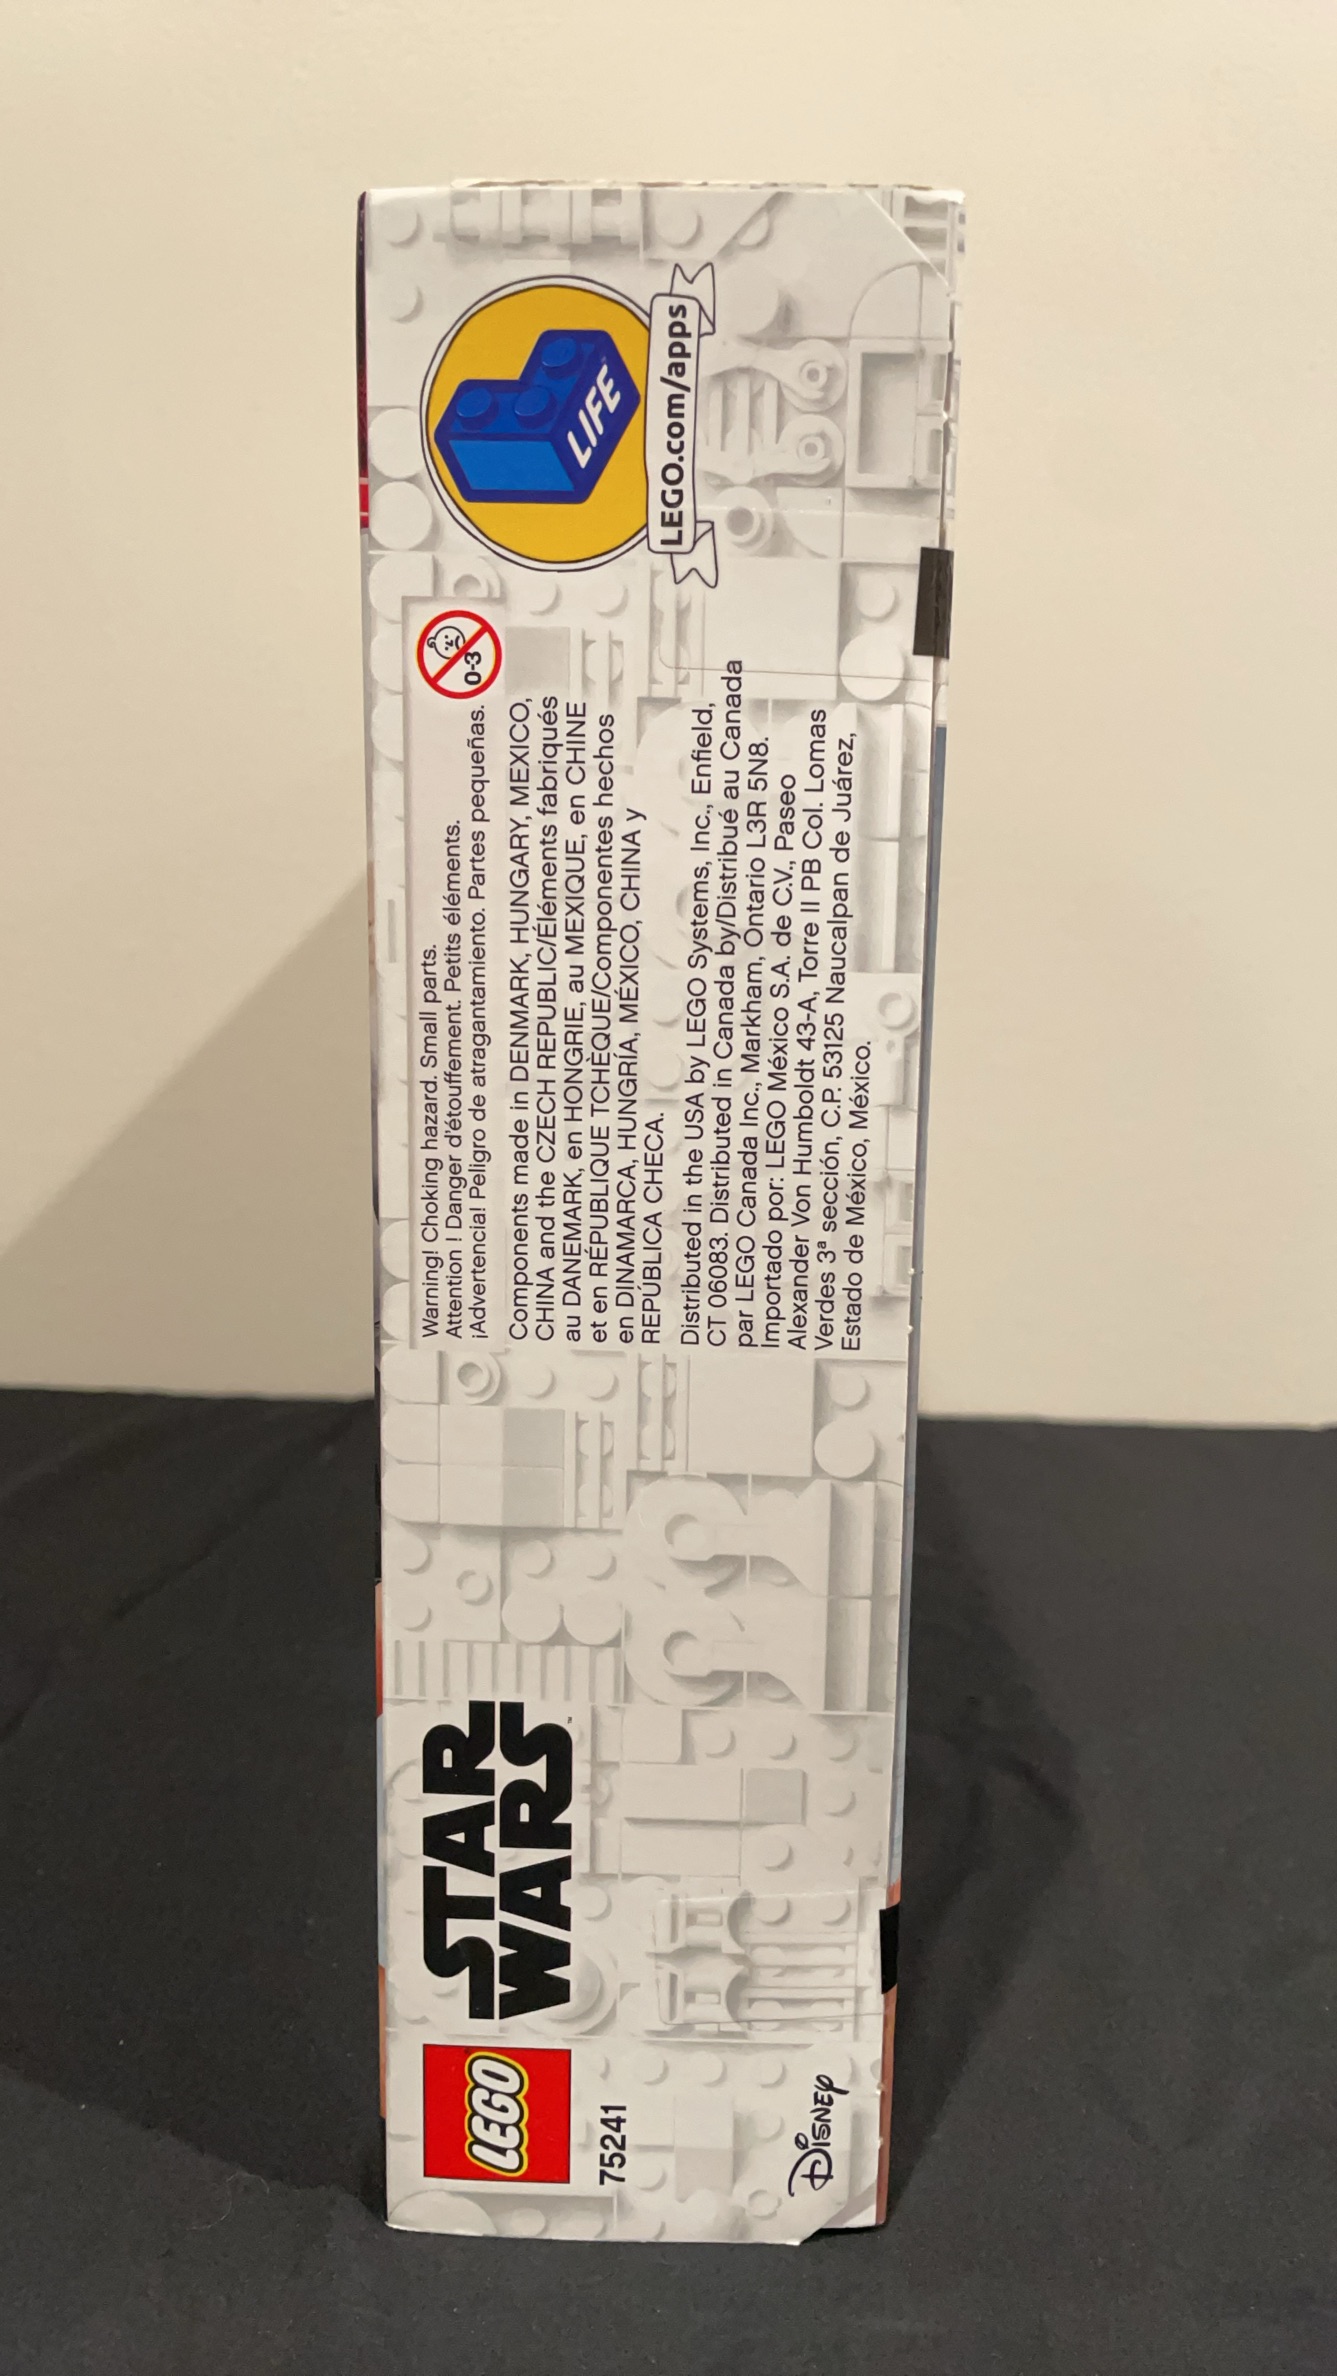 LEGO
STAR
WARS™
75241
Disney
Warning! Choking hazard. Small parts.
Attention ! Danger d'étouffement. Petits éléments.
¡Advertencia! Peligro de atragantamiento. Partes pequeñas.
0-3
Components made in DENMARK, HUNGARY, MEXICO,
CHINA and the CZECH REPUBLIC/Éléments fabriqués
au DANEMARK, en HONGRIE, au MEXIQUE, en CHINE
et en RÉPUBLIQUE TCHÈQUE/Componentes hechos
en DINAMARCA, HUNGRÍA, MÉXICO, CHINA y
REPÚBLICA CHECA.
Distributed in the USA by LEGO Systems, Inc., Enfield,
CT 06083. Distributed in Canada by/Distribué au Canada
par LEGO Canada Inc., Markham, Ontario L3R 5N8.
Importado por: LEGO México S.A. de C.V., Paseo
Alexander Von Humboldt 43-A, Torre II PB Col. Lomas
Verdes 3ª sección, C.P. 53125 Naucalpan de Juárez,
Estado de México, México.
LIFE
LEGO.com/apps